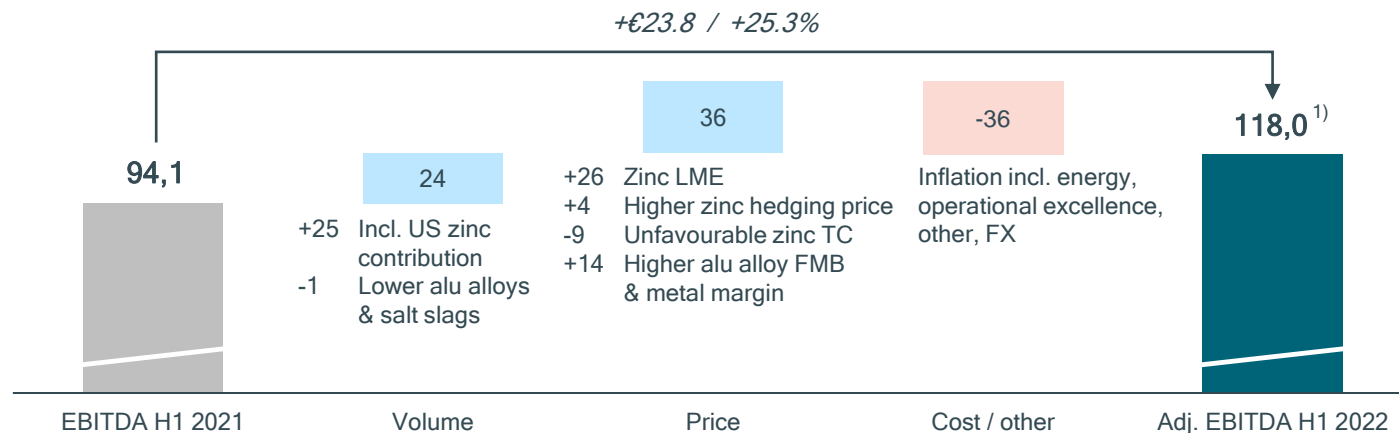 +€23.8 / +25.3%
94,1
24
+25 Incl. US zinc
contribution
-1 Lower alu alloys
& salt slags
36
+26 Zinc LME
+4 Higher zinc hedging price
-9 Unfavourable zinc TC
+14 Higher alu alloy FMB
& metal margin
-36
Inflation incl. energy,
operational excellence,
other, FX
118,0 1)
EBITDA H1 2021
Volume
Price
Cost / other
Adj. EBITDA H1 2022